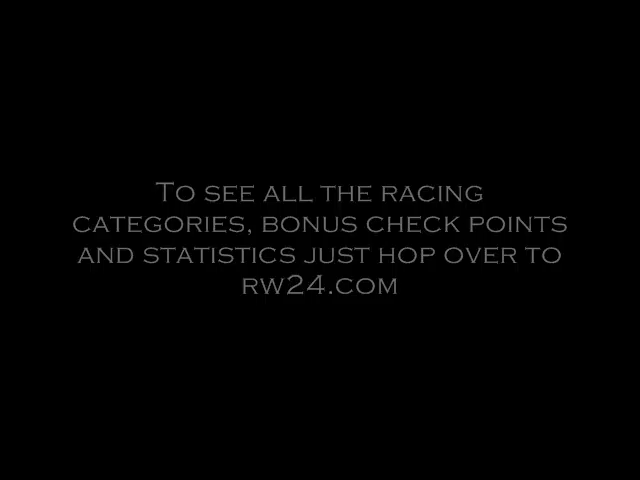 To see all the racing
categories, bonus check points
and statistics just hop over to
rw24.com